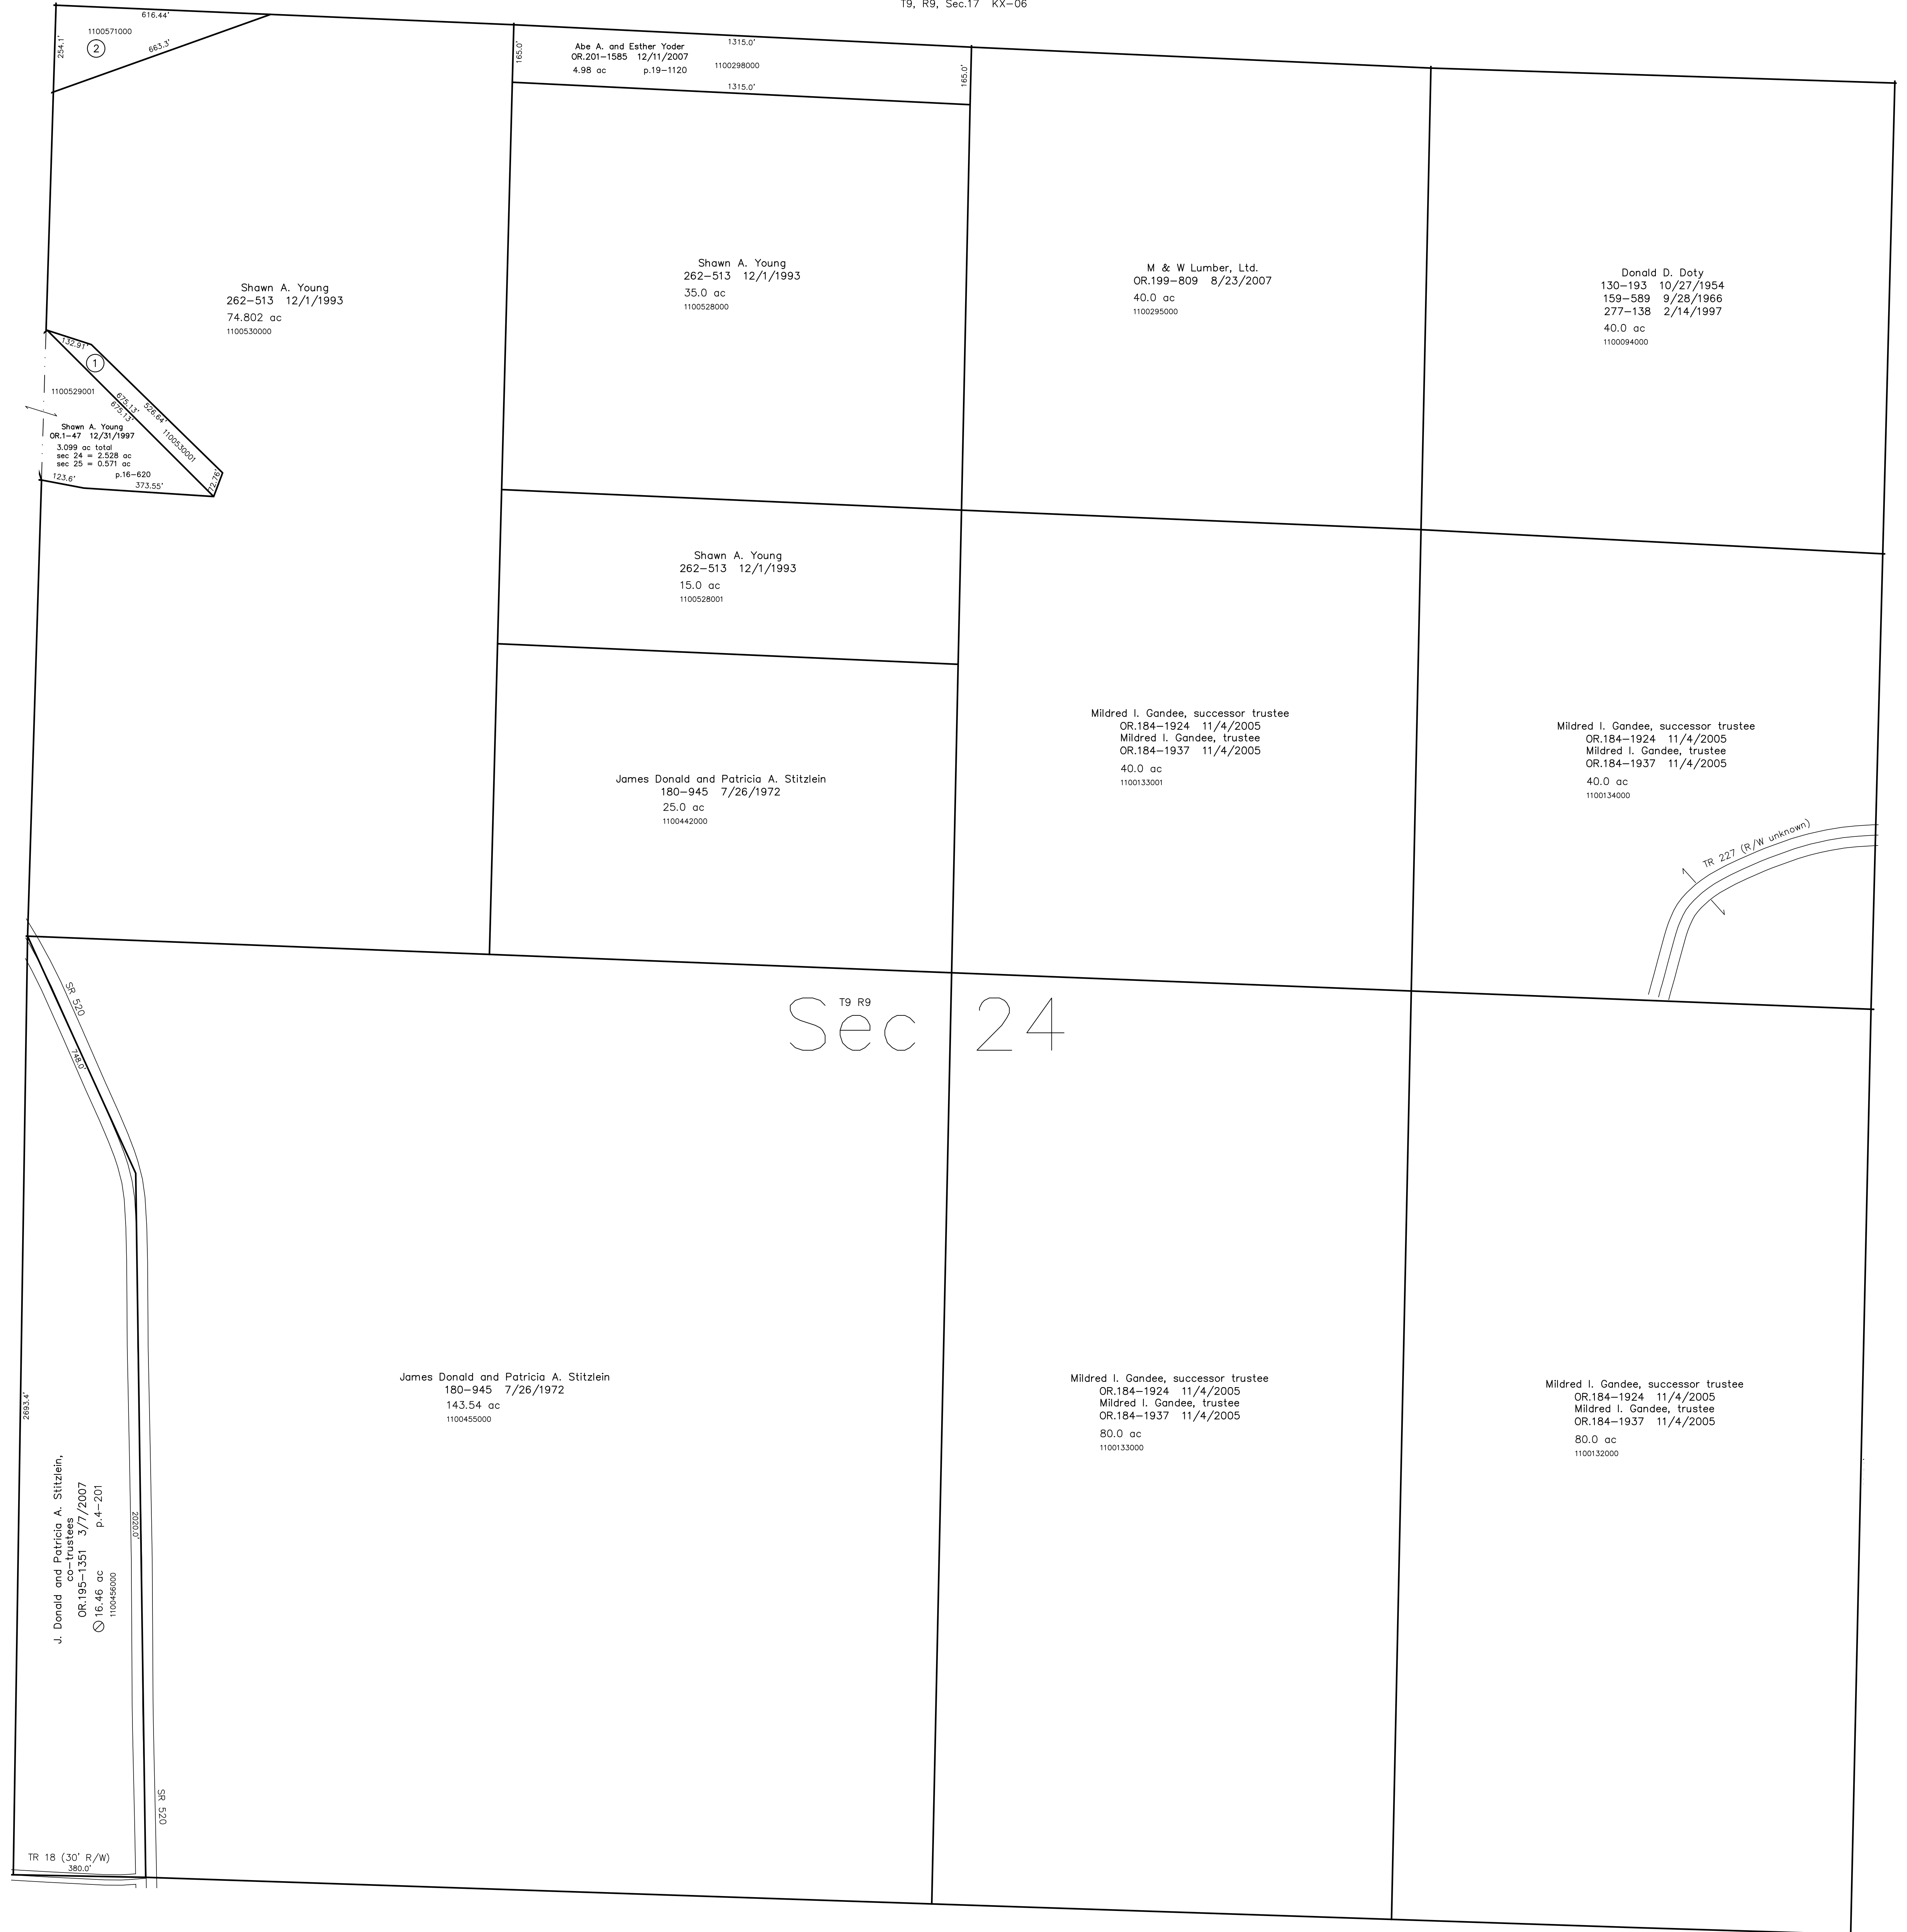 T9, R9, Sec.17 KX-06
616.44'
1100571000
2
254.1'
663.3'
165.0'
Abe A. and Esther Yoder
OR.201-1585 12/11/2007
4.98 ac p.19-1120
1315.0'
1100298000
1315.0'
165.0'
Shawn A. Young
262-513 12/1/1993
74.802 ac
1100530000
Shawn A. Young
262-513 12/1/1993
35.0 ac
1100528000
M & W Lumber, Ltd.
OR.199-809 8/23/2007
40.0 ac
1100295000
Donald D. Doty
130-193 10/27/1954
159-589 9/28/1966
277-138 2/14/1997
40.0 ac
1100094000
132.91'
1
1100529001
675.13'
675.13'
526.64'
1100530001
72.76'
Shawn A. Young
OR.1-47 12/31/1997
3.099 ac total
sec 24 = 2.528 ac
sec 25 = 0.571 ac
p.16-620
123.6'
373.55'
Shawn A. Young
262-513 12/1/1993
15.0 ac
1100528001
James Donald and Patricia A. Stitzlein
180-945 7/26/1972
25.0 ac
1100442000
Mildred I. Gandee, successor trustee
OR.184-1924 11/4/2005
Mildred I. Gandee, trustee
OR.184-1937 11/4/2005
40.0 ac
1100133001
Mildred I. Gandee, successor trustee
OR.184-1924 11/4/2005
Mildred I. Gandee, trustee
OR.184-1937 11/4/2005
40.0 ac
1100134000
TR 227 (R/W unknown)
T9 R9
Sec 24
SR 520
748.0'
2693.4'
James Donald and Patricia A. Stitzlein
180-945 7/26/1972
143.54 ac
1100455000
Mildred I. Gandee, successor trustee
OR.184-1924 11/4/2005
Mildred I. Gandee, trustee
OR.184-1937 11/4/2005
80.0 ac
1100133000
Mildred I. Gandee, successor trustee
OR.184-1924 11/4/2005
Mildred I. Gandee, trustee
OR.184-1937 11/4/2005
80.0 ac
1100132000
J. Donald and Patricia A. Stitzlein,
co-trustees
OR.195-1351 3/7/2007
16.46 ac p.4-201
1100456000
2020.0'
SR 520
TR 18 (30' R/W)
380.0'